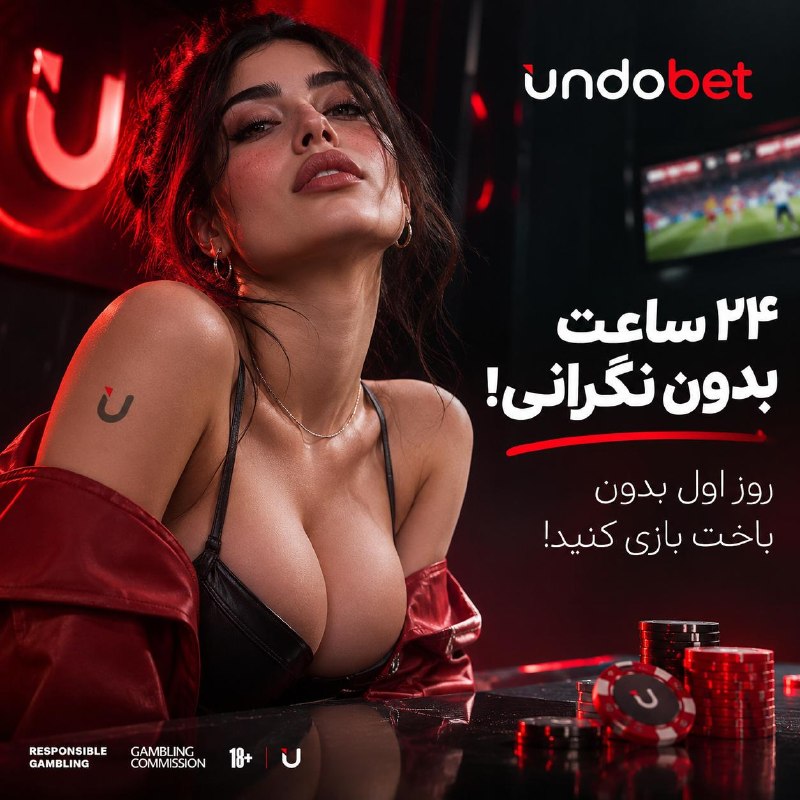 undobet
۲۴ ساعت
بدون نگرانی!
روز اول بدون
باخت بازی کنید!
RESPONSIBLE
GAMBLING
GAMBLING
COMMISSION
18+